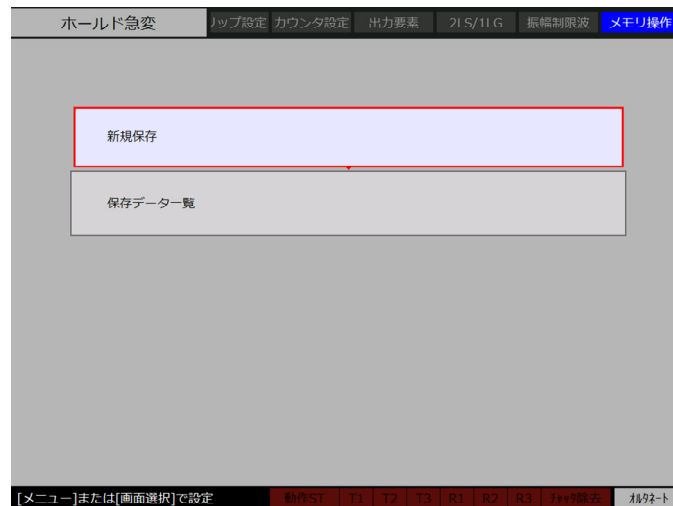 ホールド急変 リップ設定 カウンタ設定 出力要素 2LS/1LG 振幅制限波 メモリ操作
新規保存
保存データ一覧
[メニュー]または[画面選択]で設定 動作ST T1 T2 T3 R1 R2 R3 ﾁｬｯﾀ除去 ｵﾙﾀﾈｰﾄ